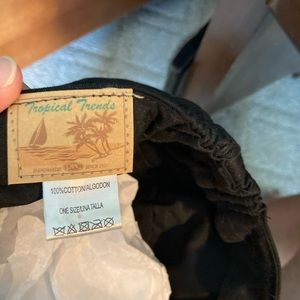 Tropical Trends
100%COTTON/ALGODON
ONE SIZE/UNA TALLA